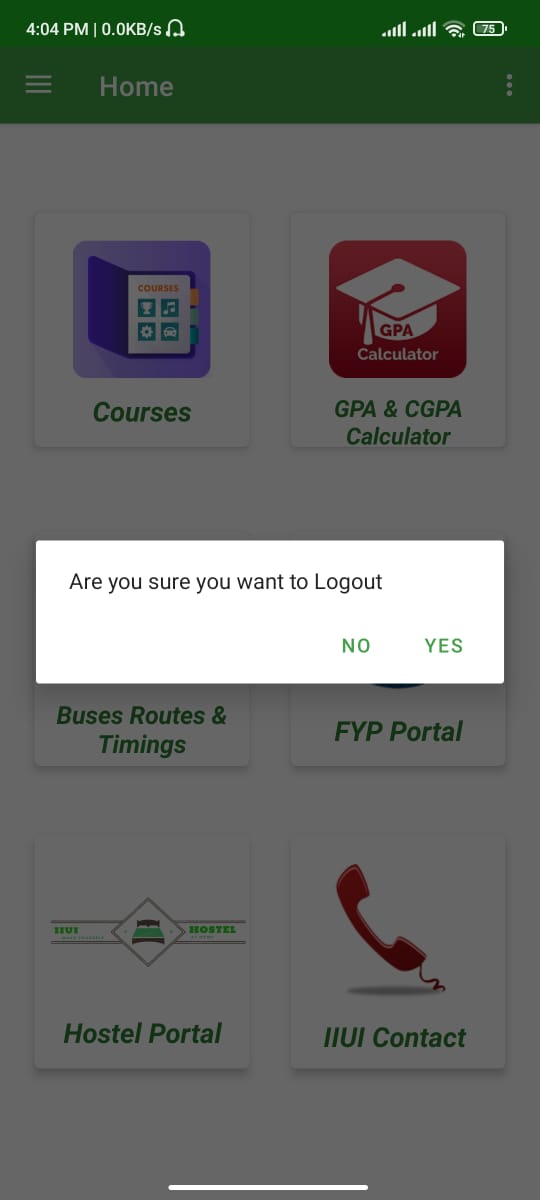 4:04 PM | 0.0KB/s
75
Home
COURSES
GPA
Calculator
Courses
GPA & CGPA
Calculator
Are you sure you want to Logout
NO YES
Buses Routes &
Timings
FYP Portal
IIUI HOSTEL
Hostel Portal
IIUI Contact